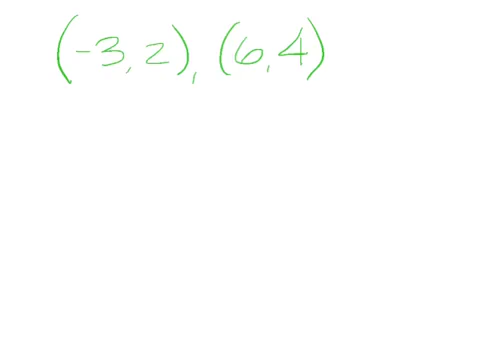 (-3, 2), (6, 4)